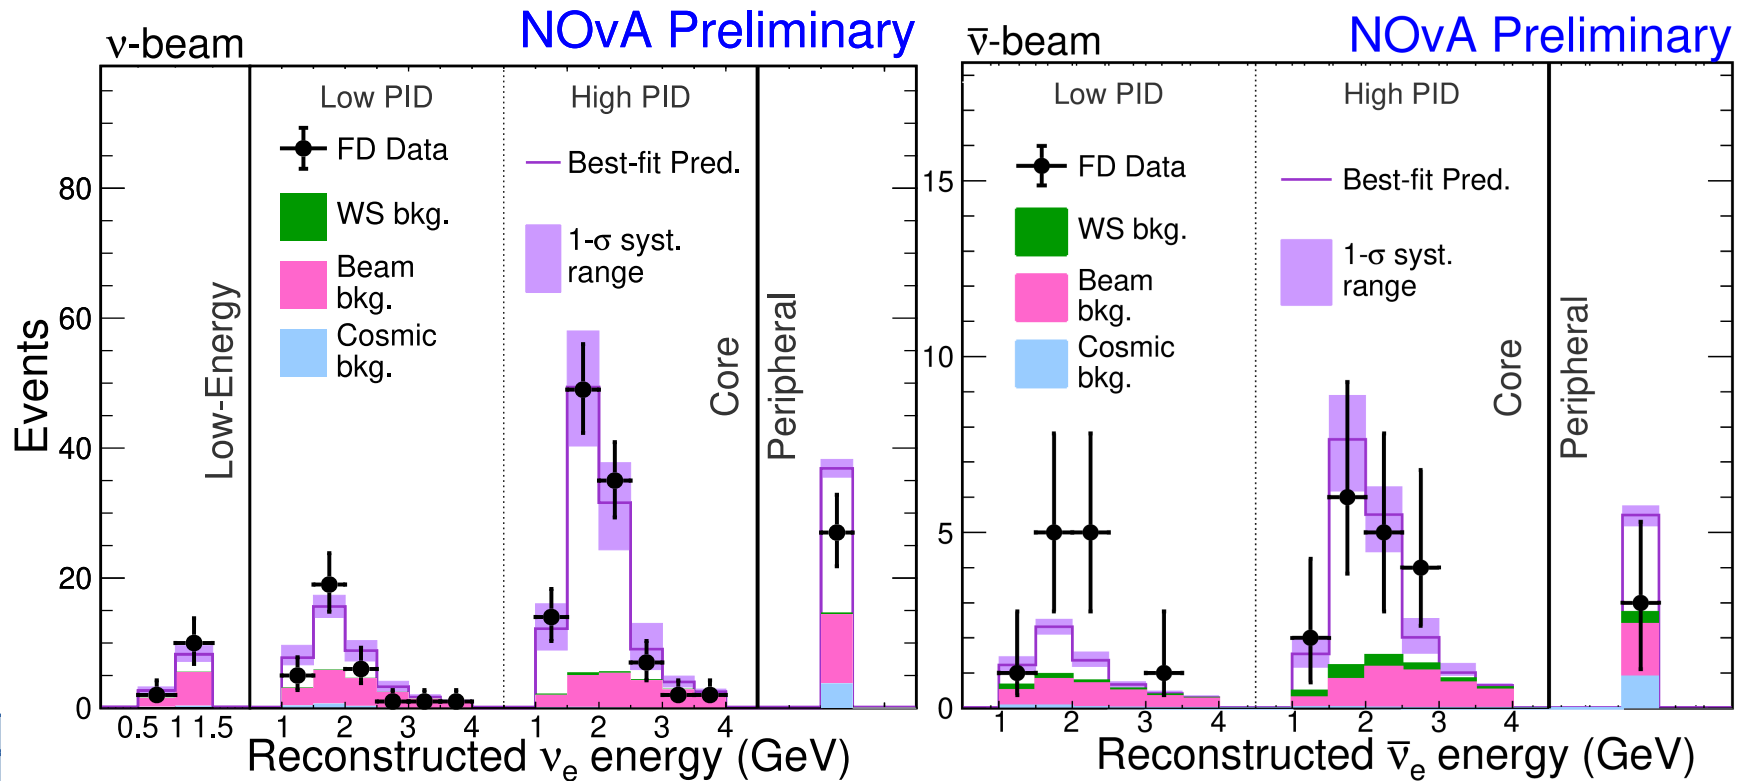 ν-beam
NOνA Preliminary
Low PID
High PID
FD Data
Best-fit Pred.
WS bkg.
1-σ syst.
range
Beam
bkg.
Cosmic
bkg.
Low-Energy
Core
Peripheral
Events
80
60
40
20
0
0.5 1 1.5
1 2 3 4
1 2 3 4
Reconstructed νe energy (GeV)
ν̅-beam
NOνA Preliminary
Low PID
High PID
FD Data
Best-fit Pred.
WS bkg.
1-σ syst.
range
Beam
bkg.
Cosmic
bkg.
Core
Peripheral
15
10
5
0
1 2 3 4
1 2 3 4
Reconstructed ν̅e energy (GeV)